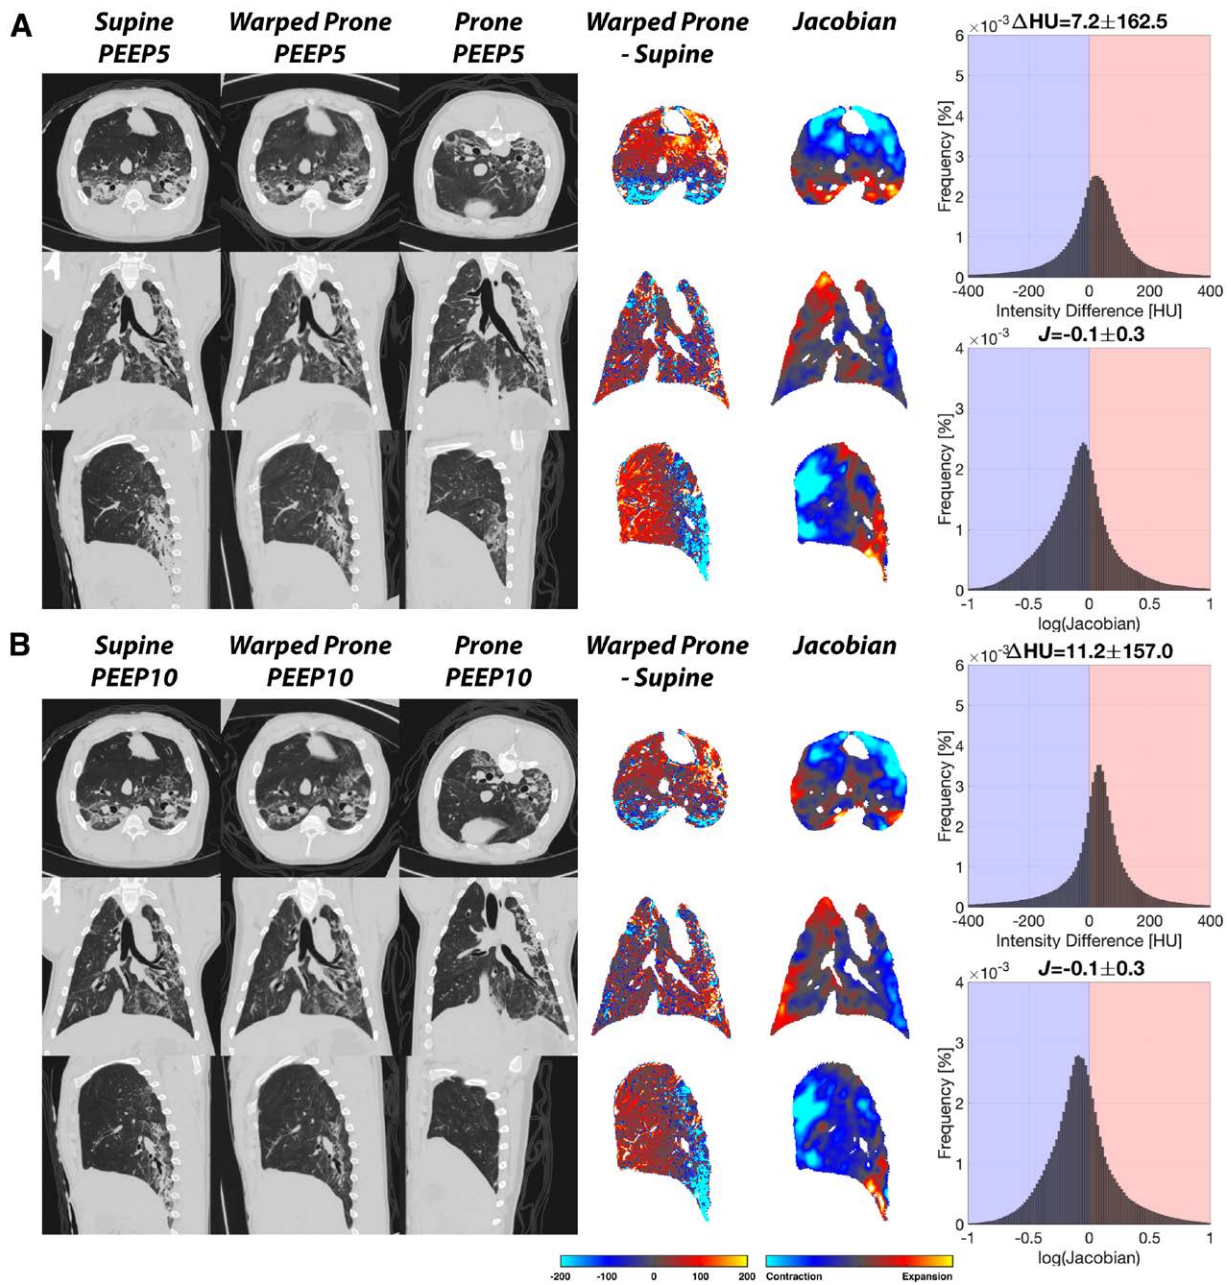 A
Supine
PEEP5
Warped Prone
PEEP5
Prone
PEEP5
Warped Prone
- Supine
Jacobian
×10⁻³ ΔHU=7.2±162.5
6
5
4
3
2
1
0
Frequency [%]
-400 -200 0 200 400
Intensity Difference [HU]
×10⁻³ J=-0.1±0.3
4
3
2
1
0
Frequency [%]
-1 -0.5 0 0.5 1
log(Jacobian)
B
Supine
PEEP10
Warped Prone
PEEP10
Prone
PEEP10
Warped Prone
- Supine
Jacobian
×10⁻³ ΔHU=11.2±157.0
6
5
4
3
2
1
0
Frequency [%]
-400 -200 0 200 400
Intensity Difference [HU]
×10⁻³ J=-0.1±0.3
4
3
2
1
0
Frequency [%]
-1 -0.5 0 0.5 1
log(Jacobian)
-200 -100 0 100 200
Contraction Expansion